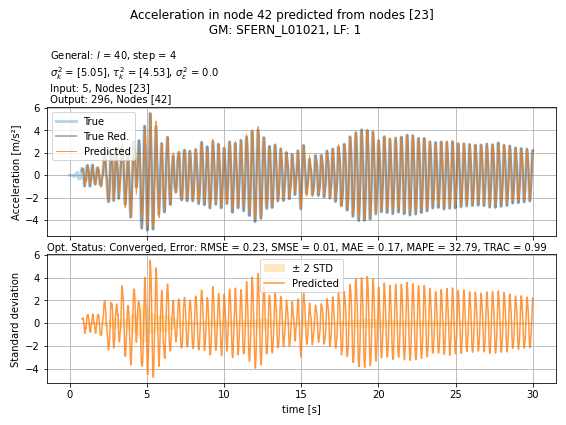 Acceleration in node 42 predicted from nodes [23]
GM: SFERN_L01021, LF: 1
General: l = 40, step = 4
σ²ₖ = [5.05], τ²ₖ = [4.53], σ²ε = 0.0
Input: 5, Nodes [23]
Output: 296, Nodes [42]
6
4
2
0
−2
−4
Acceleration [m/s²]
True
True Red.
Predicted
Opt. Status: Converged, Error: RMSE = 0.23, SMSE = 0.01, MAE = 0.17, MAPE = 32.79, TRAC = 0.99
6
4
2
0
−2
−4
Standard deviation
± 2 STD
Predicted
0 5 10 15 20 25 30
time [s]